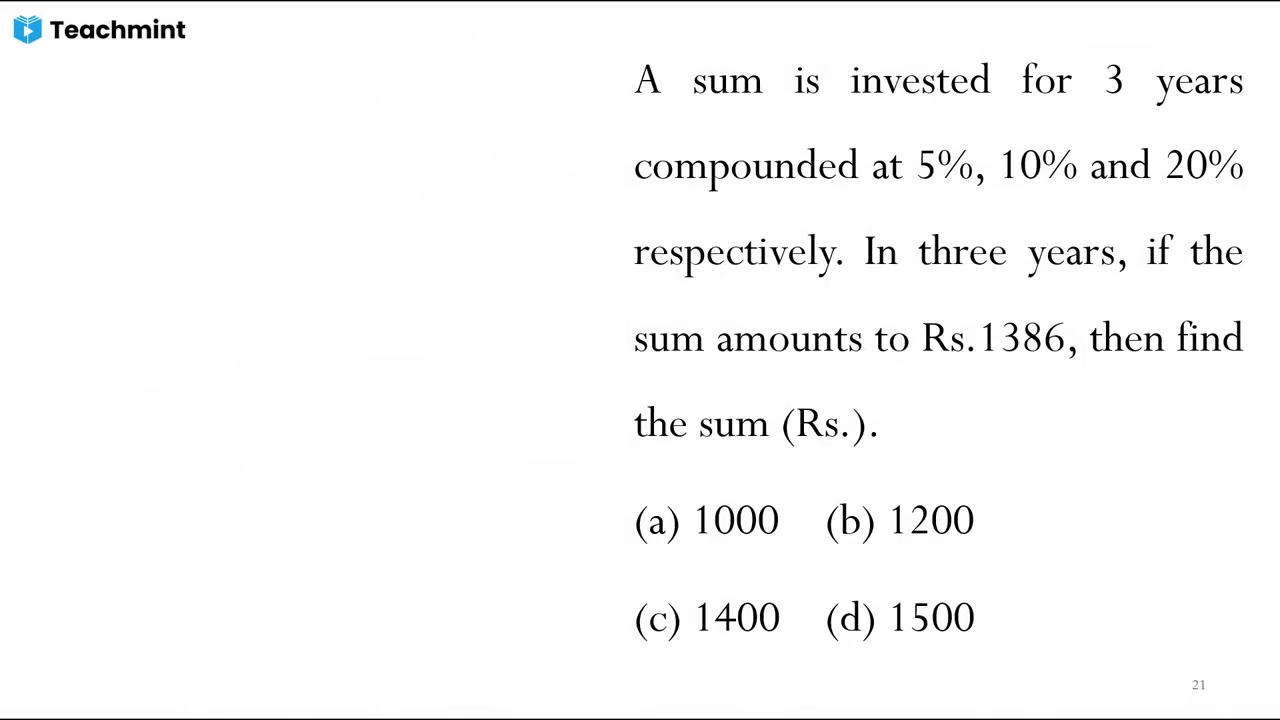 Teachmint
A sum is invested for 3 years
compounded at 5%, 10% and 20%
respectively. In three years, if the
sum amounts to Rs.1386, then find
the sum (Rs.).
(a) 1000 (b) 1200
(c) 1400 (d) 1500
21